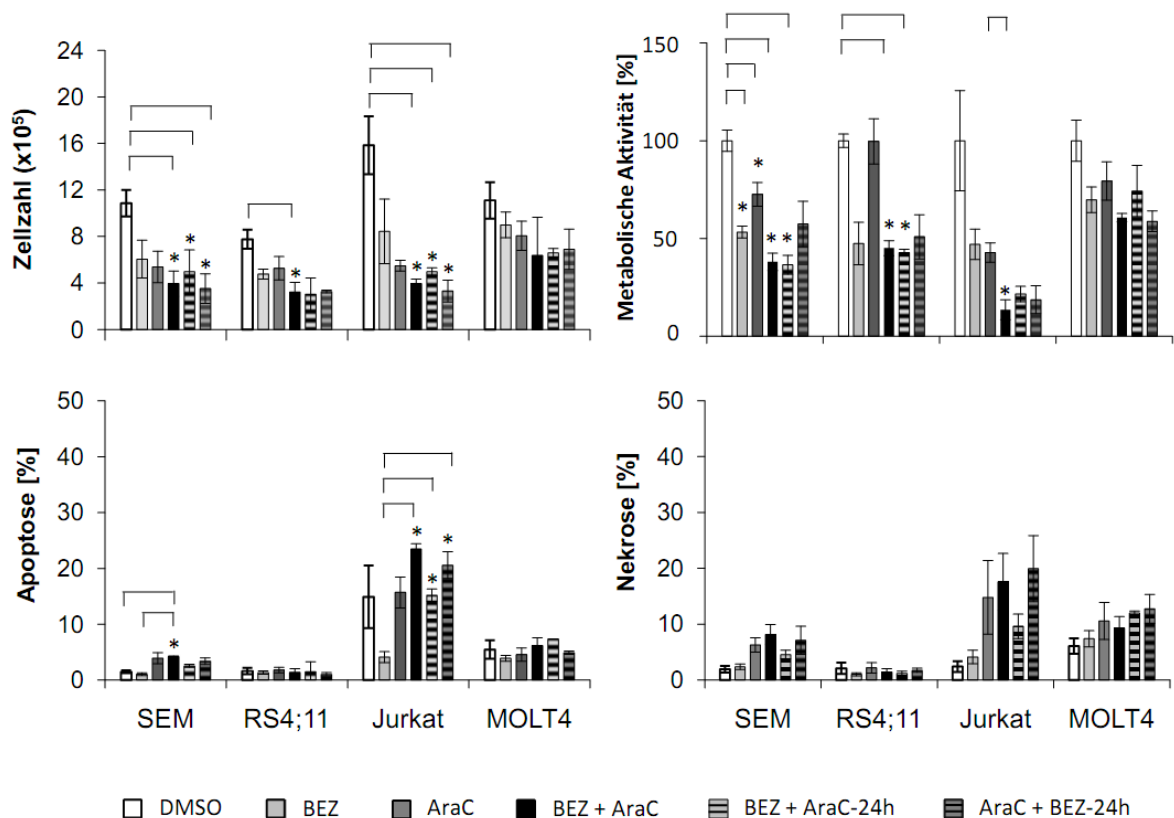 Zellzahl (x10⁵)
24
20
16
12
8
4
0
* * * * * * *
Metabolische Aktivität [%]
150
100
50
0
* * * * * * *
Apoptose [%]
50
40
30
20
10
0
* * * *
SEM RS4;11 Jurkat MOLT4
Nekrose [%]
50
40
30
20
10
0
SEM RS4;11 Jurkat MOLT4
DMSO BEZ AraC BEZ + AraC BEZ + AraC-24h AraC + BEZ-24h